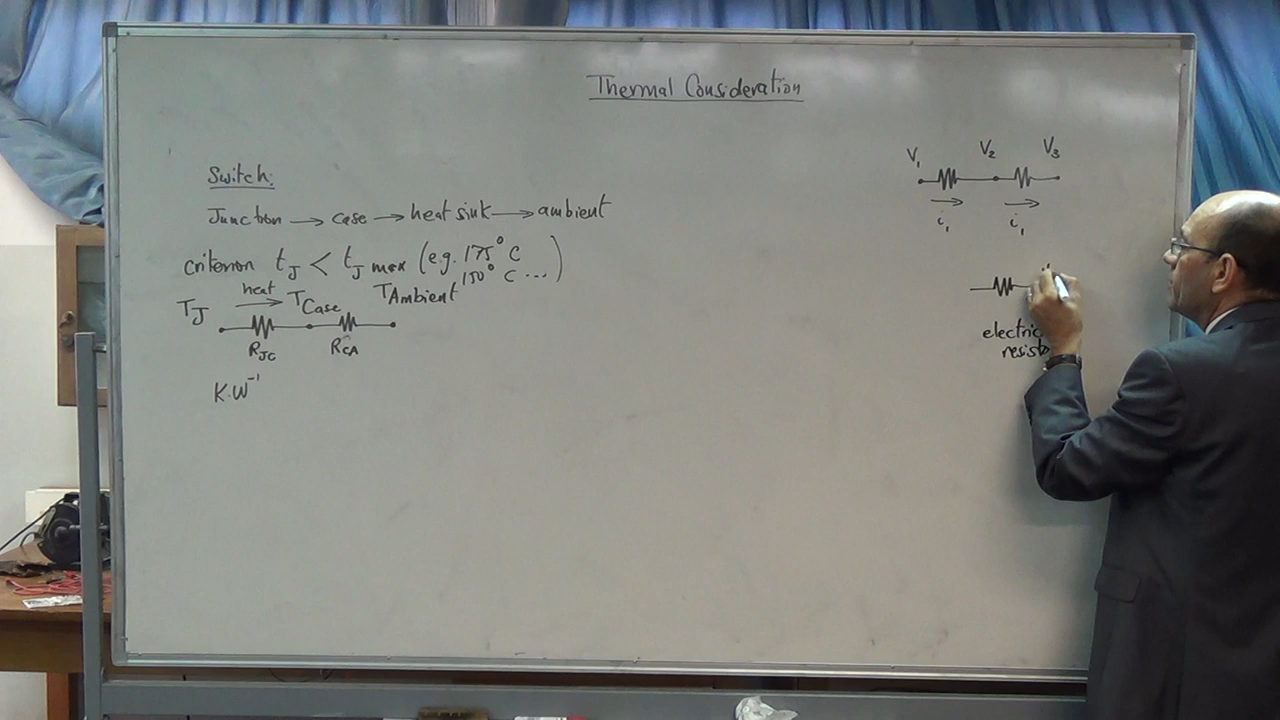 Thermal Consideration
Switch:
Junction → case → heat sink → ambient
criterion tJ < tJ max (e.g. 175° C
150° C ...)
heat
TJ → TCase TAmbient
RJC RCA
K.W⁻¹
V1 V2 V3
i1 i1
electric
resist